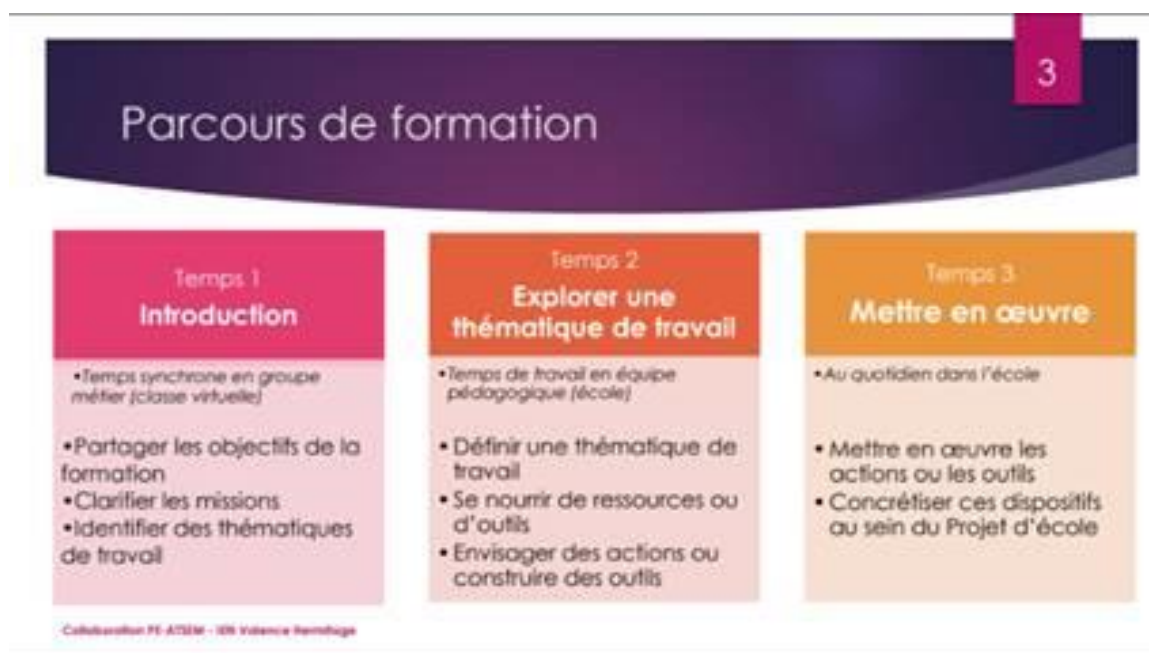 3
Parcours de formation
Temps 1
Introduction
•Temps synchrone en groupe
métier (classe virtuelle)
•Partager les objectifs de la
formation
•Clarifier les missions
•Identifier des thématiques
de travail
Temps 2
Explorer une
thématique de travail
•Temps de travail en équipe
pédagogique (école)
• Définir une thématique de
travail
• Se nourrir de ressources ou
d'outils
• Envisager des actions ou
construire des outils
Temps 3
Mettre en œuvre
•Au quotidien dans l'école
• Mettre en œuvre les
actions ou les outils
• Concrétiser ces dispositifs
au sein du Projet d'école
Collaboration PE-ATSEM - IEN Valence Hermitage